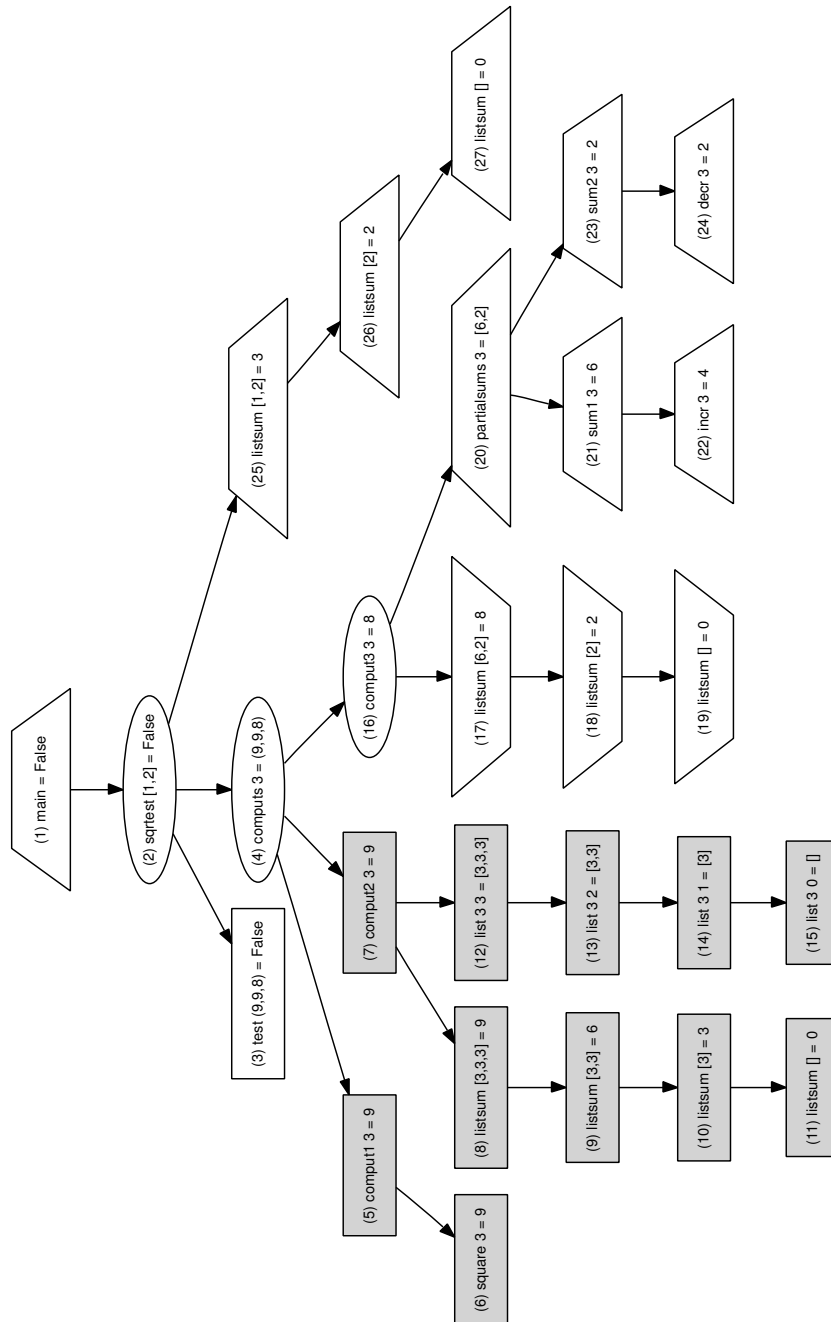 (1) main = False
(2) sqrtest [1,2] = False
(3) test (9,9,8) = False
(4) computs 3 = (9,9,8)
(5) comput1 3 = 9
(6) square 3 = 9
(7) comput2 3 = 9
(8) listsum [3,3,3] = 9
(9) listsum [3,3] = 6
(10) listsum [3] = 3
(11) listsum [] = 0
(12) list 3 3 = [3,3,3]
(13) list 3 2 = [3,3]
(14) list 3 1 = [3]
(15) list 3 0 = []
(16) comput3 3 = 8
(17) listsum [6,2] = 8
(18) listsum [2] = 2
(19) listsum [] = 0
(20) partialsums 3 = [6,2]
(21) sum1 3 = 6
(22) incr 3 = 4
(23) sum2 3 = 2
(24) decr 3 = 2
(25) listsum [1,2] = 3
(26) listsum [2] = 2
(27) listsum [] = 0